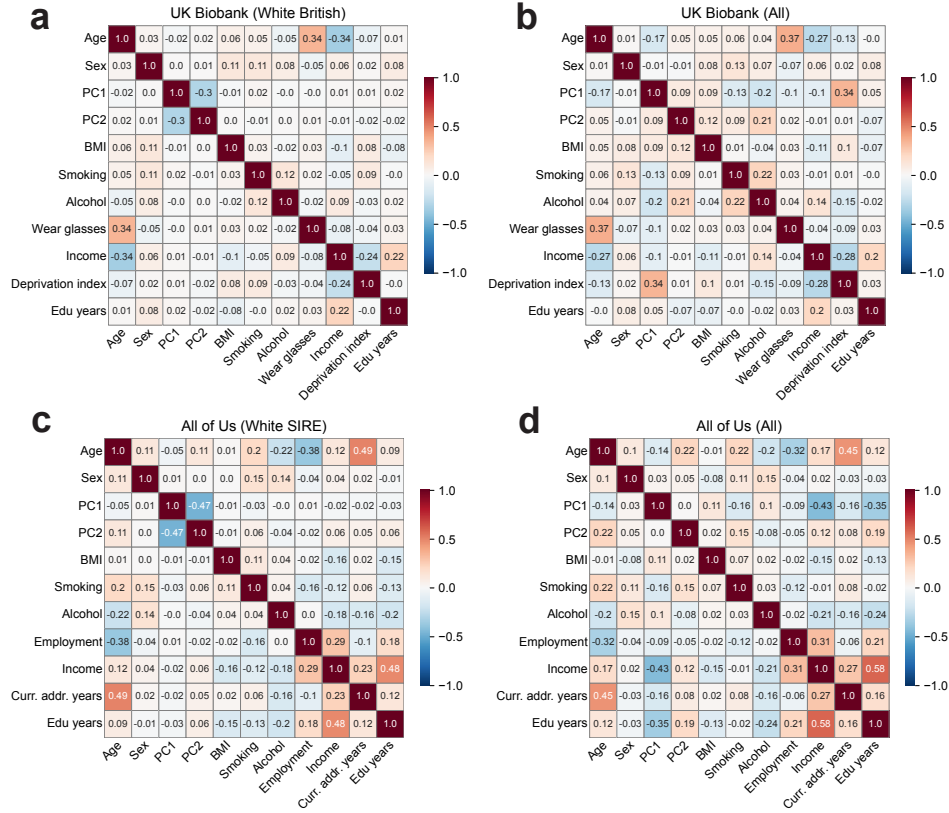 a
UK Biobank (White British)
Age 1.0 0.03 -0.02 0.02 0.06 0.05 -0.05 0.34 -0.34 -0.07 0.01
Sex 0.03 1.0 0.0 0.01 0.11 0.11 0.08 -0.05 0.06 0.02 0.08
PC1 -0.02 0.0 1.0 -0.3 -0.01 0.02 -0.0 -0.0 0.01 0.01 0.02
PC2 0.02 0.01 -0.3 1.0 0.0 -0.01 0.0 0.01 -0.01 -0.02 -0.02
BMI 0.06 0.11 -0.01 0.0 1.0 0.03 -0.02 0.03 -0.1 0.08 -0.08
Smoking 0.05 0.11 0.02 -0.01 0.03 1.0 0.12 0.02 -0.05 0.09 -0.0
Alcohol -0.05 0.08 -0.0 0.0 -0.02 0.12 1.0 -0.02 0.09 -0.03 0.0
Wear glasses 0.34 -0.05 -0.0 0.01 0.03 0.02 -0.02 1.0 -0.08 -0.04 0.03
Income -0.34 0.06 0.01 -0.01 -0.1 -0.05 0.09 -0.08 1.0 -0.24 0.22
Deprivation index -0.07 0.02 0.01 -0.02 0.08 0.09 -0.03 -0.04 -0.24 1.0 -0.0
Edu years 0.01 0.08 0.02 -0.02 -0.08 -0.0 0.0 0.03 0.22 -0.0 1.0
Age Sex PC1 PC2 BMI Smoking Alcohol Wear glasses Income Deprivation index Edu years
1.0
0.5
0.0
−0.5
−1.0
b
UK Biobank (All)
Age 1.0 0.01 -0.17 0.05 0.05 0.06 0.04 0.37 -0.27 -0.13 -0.0
Sex 0.01 1.0 -0.01 -0.01 0.08 0.13 0.07 -0.07 0.06 0.02 0.08
PC1 -0.17 -0.01 1.0 0.09 0.09 -0.13 -0.2 -0.1 -0.1 0.34 0.05
PC2 0.05 -0.01 0.09 1.0 0.12 0.09 0.21 -0.01 -0.02 0.01 -0.07
BMI 0.05 0.08 0.09 0.12 1.0 -0.01 -0.04 0.03 -0.11 0.1 -0.07
Smoking 0.06 0.13 -0.13 0.09 -0.01 1.0 0.22 0.02 -0.04 0.01 -0.01
Alcohol 0.04 0.07 -0.2 0.21 -0.04 0.22 1.0 0.04 0.14 -0.15 -0.02
Wear glasses 0.37 -0.07 -0.1 -0.01 0.03 0.02 0.04 1.0 -0.04 -0.09 0.03
Income -0.27 0.06 -0.1 -0.02 -0.11 -0.04 0.14 -0.04 1.0 -0.28 0.2
Deprivation index -0.13 0.02 0.34 0.01 0.1 0.01 -0.15 -0.09 -0.28 1.0 0.03
Edu years -0.0 0.08 0.05 -0.07 -0.07 -0.01 -0.02 0.03 0.2 0.03 1.0
Age Sex PC1 PC2 BMI Smoking Alcohol Wear glasses Income Deprivation index Edu years
1.0
0.5
0.0
−0.5
−1.0
c
All of Us (White SIRE)
Age 1.0 0.11 -0.05 0.11 0.01 0.2 -0.22 -0.38 0.12 0.49 0.09
Sex 0.11 1.0 0.0 0.0 0.0 0.15 0.14 -0.04 0.04 0.02 -0.01
PC1 -0.05 0.0 1.0 -0.47 -0.01 -0.03 -0.0 0.01 -0.02 -0.02 -0.03
PC2 0.11 0.0 -0.47 1.0 -0.01 0.06 -0.04 -0.02 0.06 0.05 0.06
BMI 0.01 0.0 -0.01 -0.01 1.0 0.11 0.04 -0.02 -0.16 0.02 -0.15
Smoking 0.2 0.15 -0.03 0.06 0.11 1.0 0.04 -0.16 -0.12 0.06 -0.13
Alcohol -0.22 0.14 -0.0 -0.04 0.04 0.04 1.0 0.0 -0.18 -0.16 -0.2
Employment -0.38 -0.04 0.01 -0.02 -0.02 -0.16 0.0 1.0 0.29 -0.1 0.18
Income 0.12 0.04 -0.02 0.06 -0.16 -0.12 -0.18 0.29 1.0 0.23 0.48
Curr. addr. years 0.49 0.02 -0.02 0.05 0.02 0.06 -0.16 -0.1 0.23 1.0 0.12
Edu years 0.09 -0.01 -0.03 0.06 -0.15 -0.13 -0.2 0.18 0.48 0.12 1.0
Age Sex PC1 PC2 BMI Smoking Alcohol Employment Income Curr. addr. years Edu years
1.0
0.5
0.0
−0.5
−1.0
d
All of Us (All)
Age 1.0 0.1 -0.14 0.22 -0.01 0.22 -0.2 -0.32 0.17 0.45 0.12
Sex 0.1 1.0 0.03 0.05 -0.08 0.11 0.15 -0.04 0.02 -0.03 -0.03
PC1 -0.14 0.03 1.0 0.0 0.11 -0.16 0.1 -0.09 -0.43 -0.16 -0.35
PC2 0.22 0.05 0.0 1.0 -0.02 0.15 -0.08 -0.05 0.12 0.08 0.19
BMI -0.01 -0.08 0.11 -0.02 1.0 0.07 0.02 -0.02 -0.15 0.02 -0.13
Smoking 0.22 0.11 -0.16 0.15 0.07 1.0 0.03 -0.12 -0.01 0.08 -0.02
Alcohol -0.2 0.15 0.1 -0.08 0.02 0.03 1.0 -0.02 -0.21 -0.16 -0.24
Employment -0.32 -0.04 -0.09 -0.05 -0.02 -0.12 -0.02 1.0 0.31 -0.06 0.21
Income 0.17 0.02 -0.43 0.12 -0.15 -0.01 -0.21 0.31 1.0 0.27 0.58
Curr. addr. years 0.45 -0.03 -0.16 0.08 0.02 0.08 -0.16 -0.06 0.27 1.0 0.16
Edu years 0.12 -0.03 -0.35 0.19 -0.13 -0.02 -0.24 0.21 0.58 0.16 1.0
Age Sex PC1 PC2 BMI Smoking Alcohol Employment Income Curr. addr. years Edu years
1.0
0.5
0.0
−0.5
−1.0